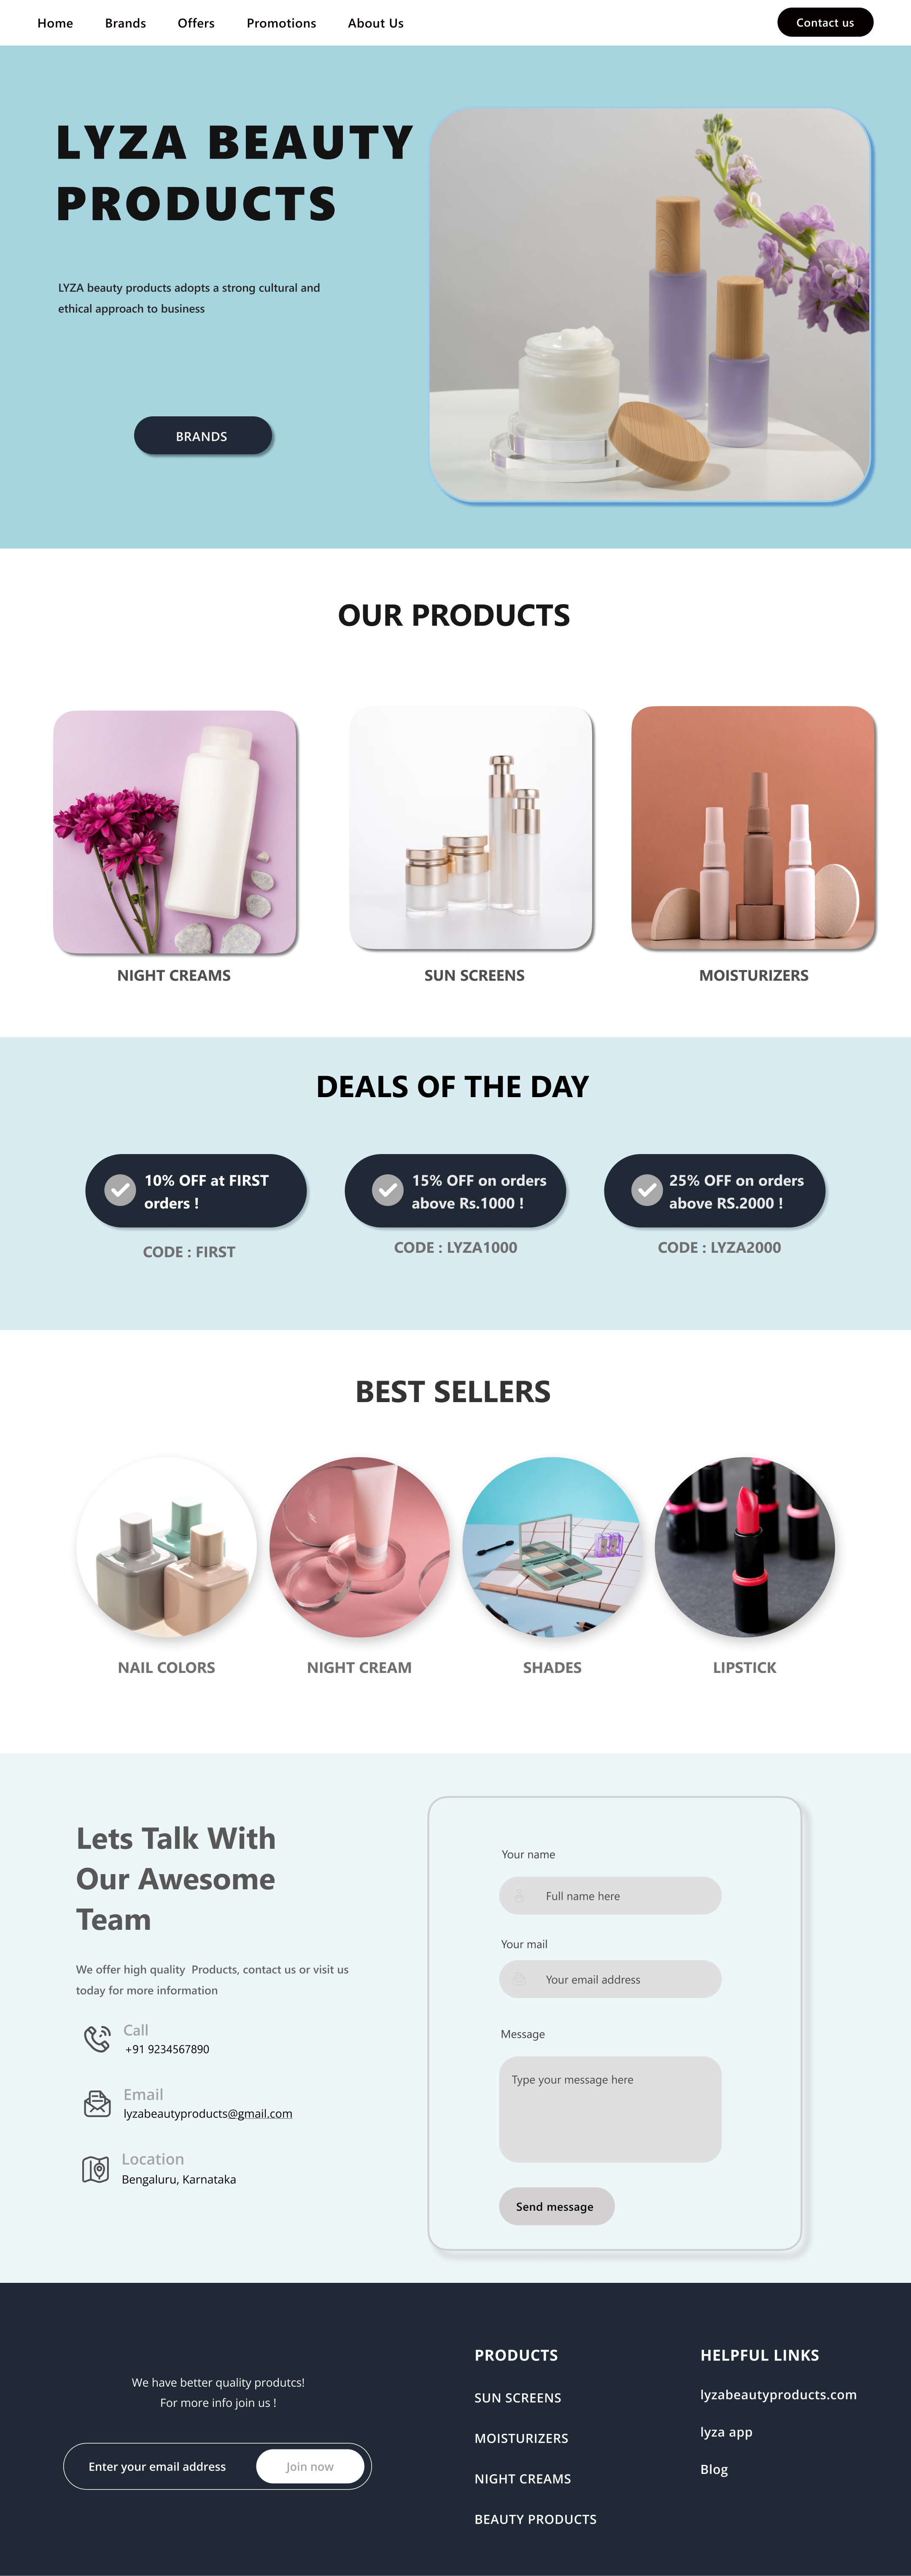 Home
Brands
Offers
Promotions
About Us
Contact us
LYZA BEAUTY
PRODUCTS
LYZA beauty products adopts a strong cultural and
ethical approach to business
BRANDS
OUR PRODUCTS
NIGHT CREAMS
SUN SCREENS
MOISTURIZERS
DEALS OF THE DAY
10% OFF at FIRST
orders !
CODE : FIRST
15% OFF on orders
above Rs.1000 !
CODE : LYZA1000
25% OFF on orders
above RS.2000 !
CODE : LYZA2000
BEST SELLERS
NAIL COLORS
NIGHT CREAM
SHADES
LIPSTICK
Lets Talk With
Our Awesome
Team
We offer high quality  Products, contact us or visit us
today for more information
Call
+91 9234567890
Email
lyzabeautyproducts@gmail.com
Location
Bengaluru, Karnataka
Your name
Full name here
Your mail
Your email address
Message
Type your message here
Send message
We have better quality produtcs!
For more info join us !
Enter your email address
Join now
PRODUCTS
SUN SCREENS
MOISTURIZERS
NIGHT CREAMS
BEAUTY PRODUCTS
HELPFUL LINKS
lyzabeautyproducts.com
lyza app
Blog